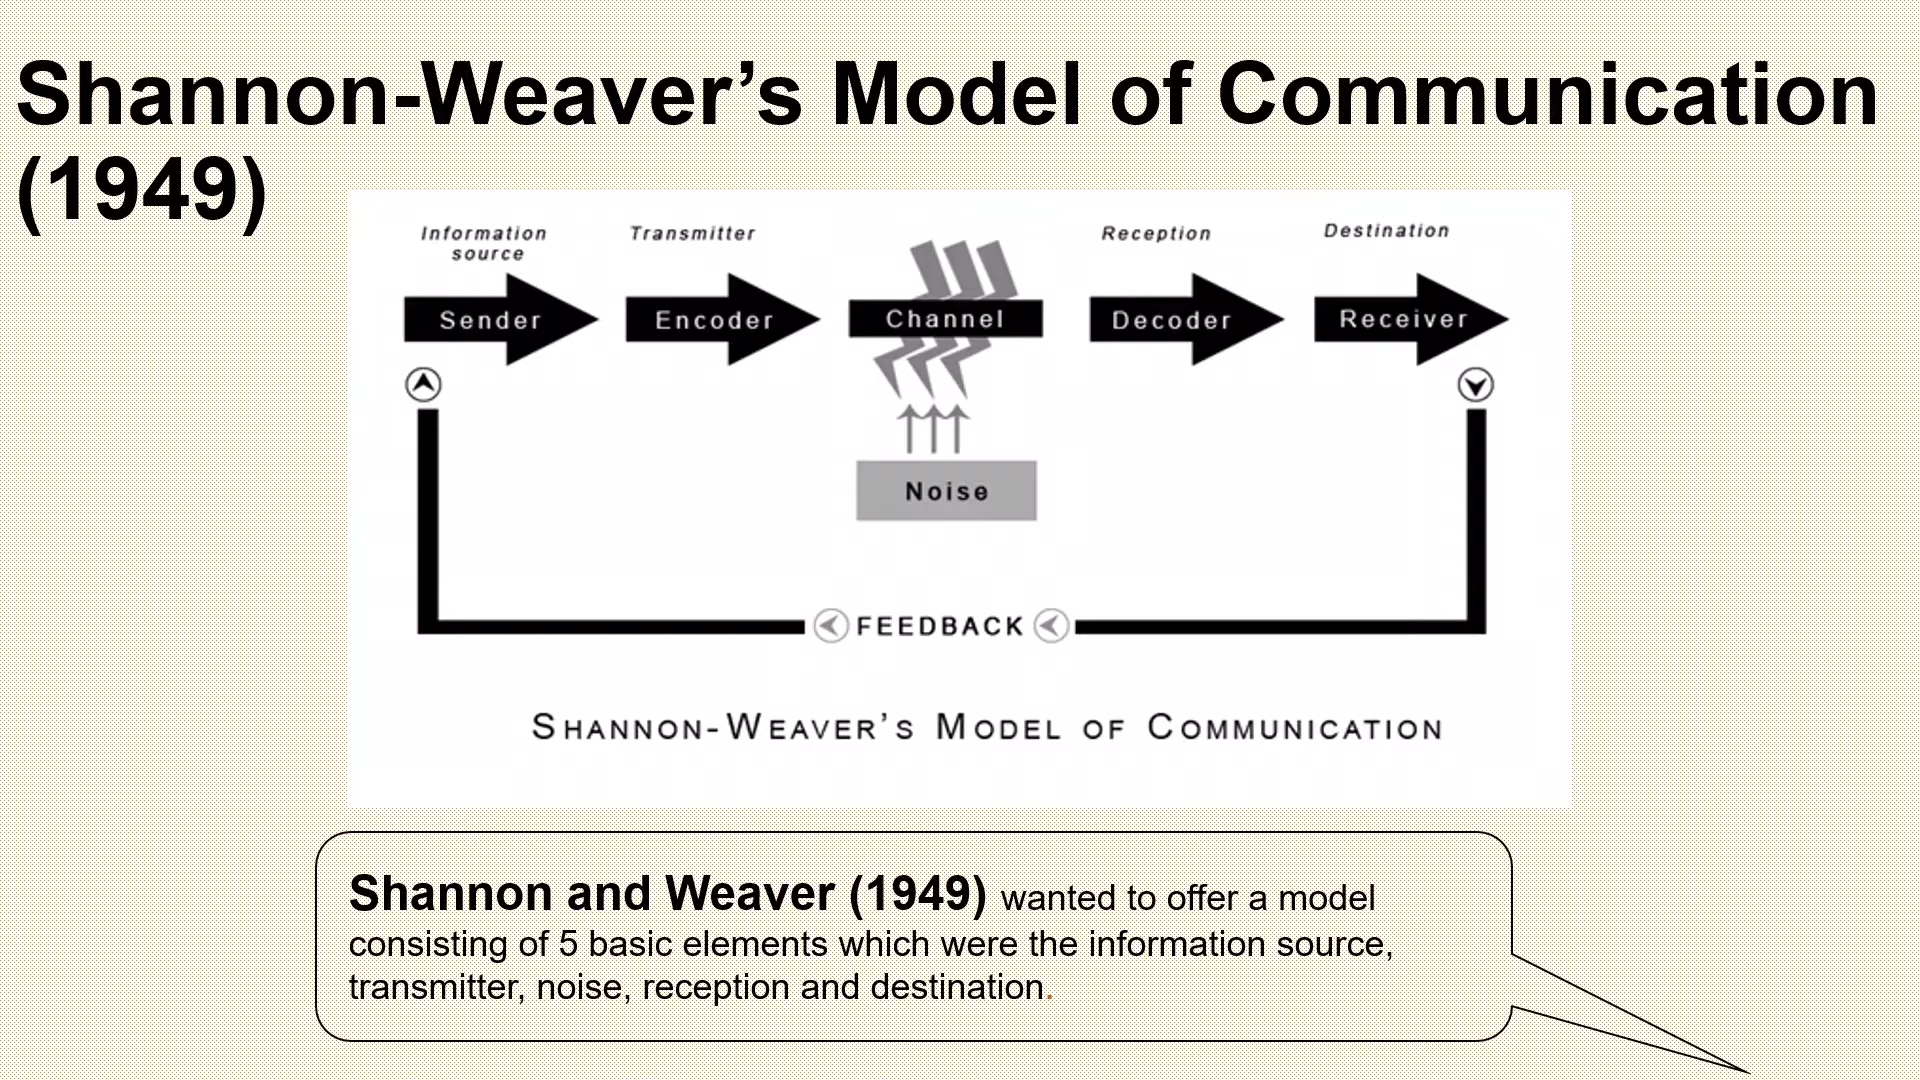 Shannon-Weaver’s Model of Communication
(1949)
Information
source
Transmitter
Reception
Destination
Sender
Encoder
Channel
Decoder
Receiver
Noise
FEEDBACK
SHANNON-WEAVER’S MODEL OF COMMUNICATION
Shannon and Weaver (1949) wanted to offer a model
consisting of 5 basic elements which were the information source,
transmitter, noise, reception and destination.